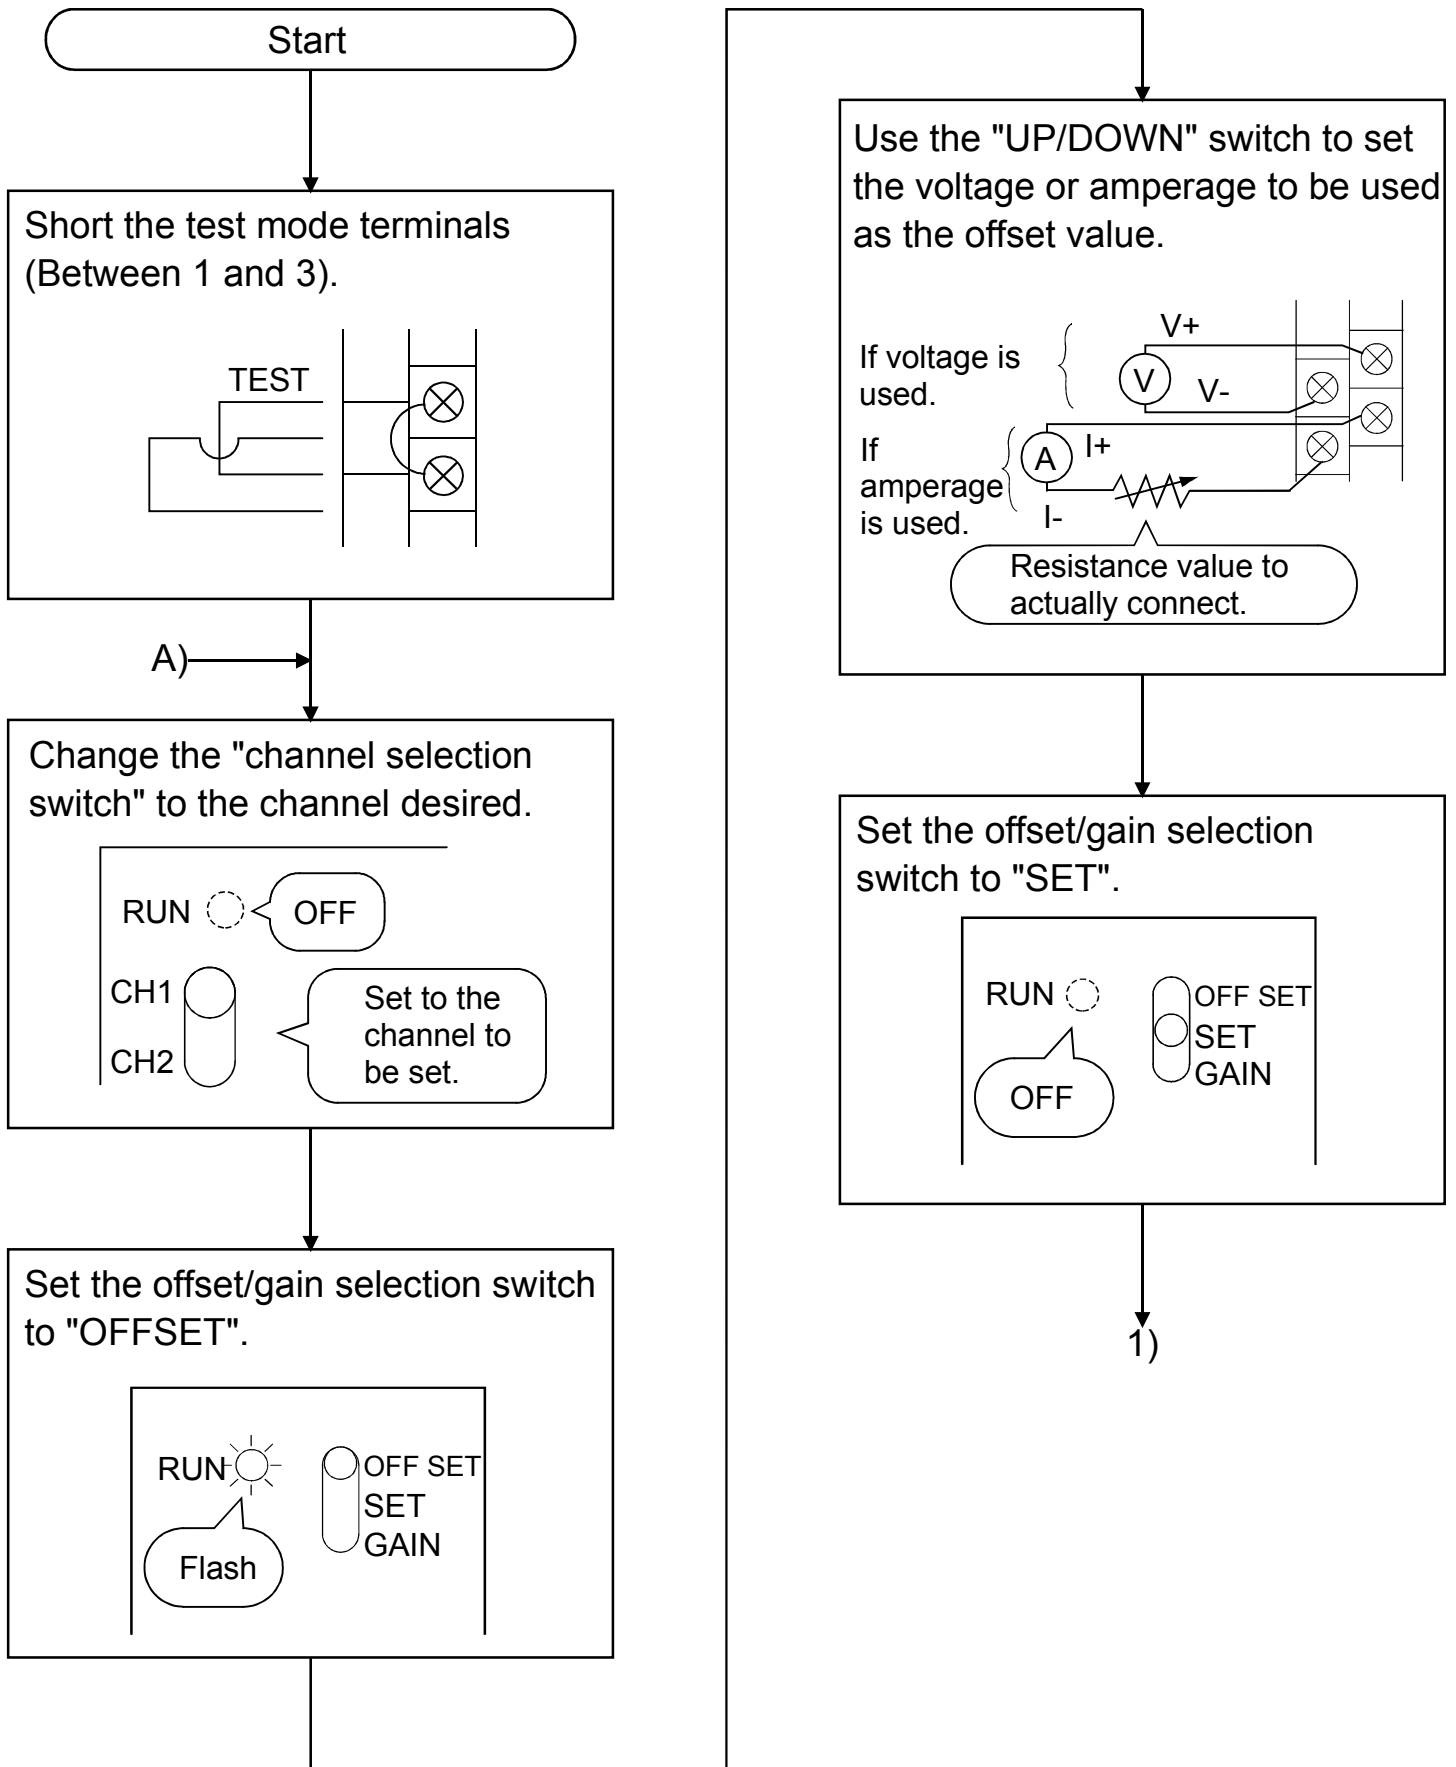 Start
Short the test mode terminals
(Between 1 and 3).
TEST
A)
Change the "channel selection
switch" to the channel desired.
RUN
OFF
CH1
CH2
Set to the
channel to
be set.
Set the offset/gain selection switch
to "OFFSET".
RUN
OFF SET
SET
GAIN
Flash
Use the "UP/DOWN" switch to set
the voltage or amperage to be used
as the offset value.
If voltage is
used.
V+
V
V-
If
amperage
is used.
A
I+
I-
Resistance value to
actually connect.
Set the offset/gain selection
switch to "SET".
RUN
OFF SET
SET
GAIN
OFF
1)